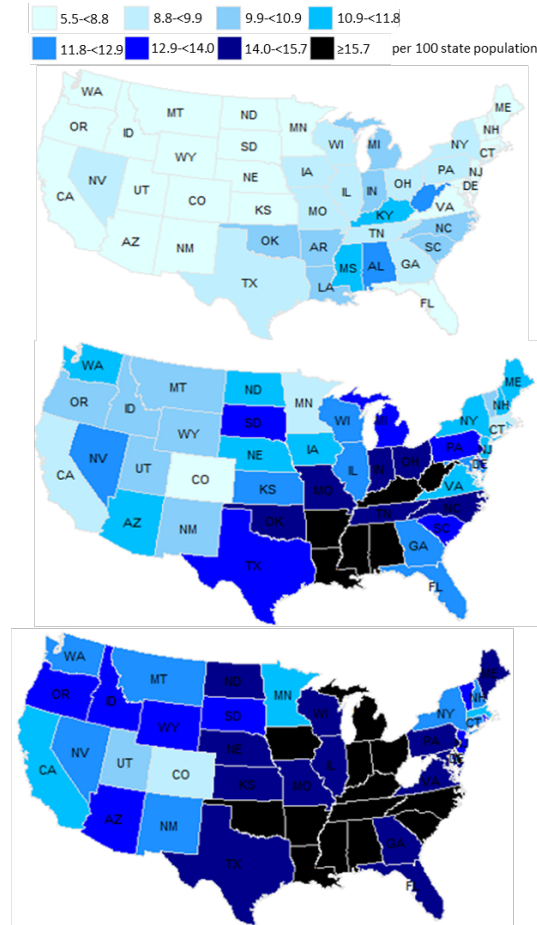 5.5-<8.8 8.8-<9.9 9.9-<10.9 10.9-<11.8
11.8-<12.9 12.9-<14.0 14.0-<15.7 ≥15.7 per 100 state population
WA MT ND MN ME
OR ID SD WI MI NY NH
WY NE IA PA CT
NV IL IN OH NJ
CA UT CO KS MO KY VA DE
AZ NM OK AR TN NC
TX LA MS AL GA SC
FL
WA MT ND MN ME
OR ID SD WI MI NY NH
WY NE IA PA CT
NV UT CO KS IL IN OH NJ
CA MO VA DE
AZ NM OK TN NC
TX GA SC
FL
WA MT ND MN
OR ID SD WI NY NH
WY NE PA CT
NV UT CO KS IL
CA MO VA
AZ NM
TX GA
F